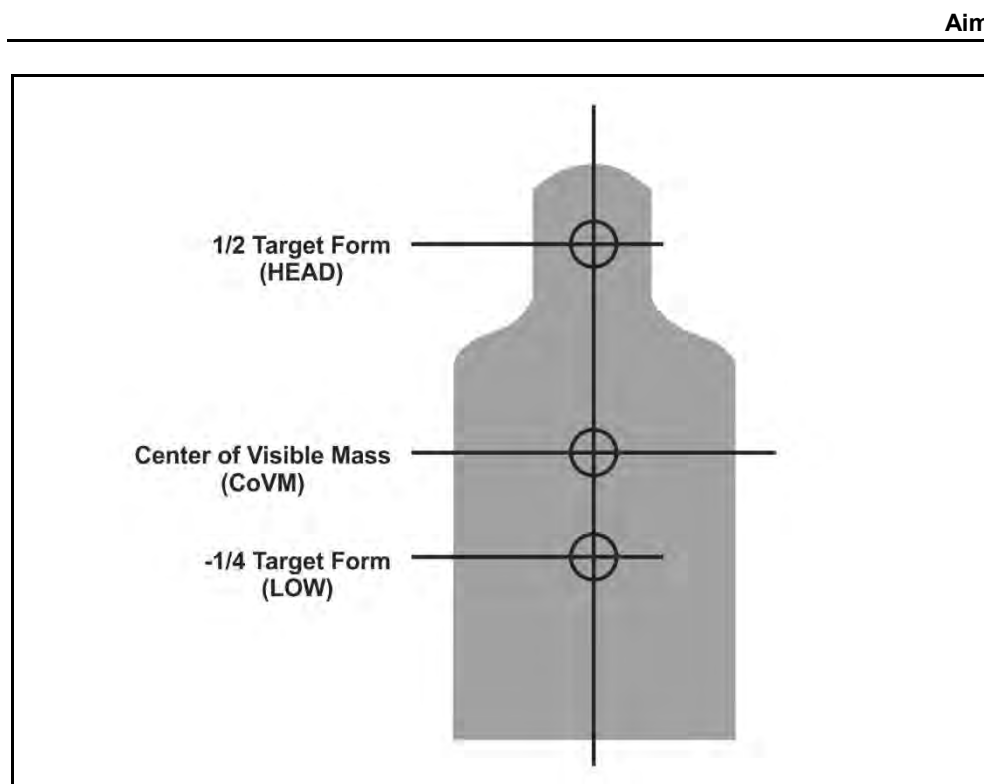 Aim
1/2 Target Form
(HEAD)
Center of Visible Mass
(CoVM)
-1/4 Target Form
(LOW)